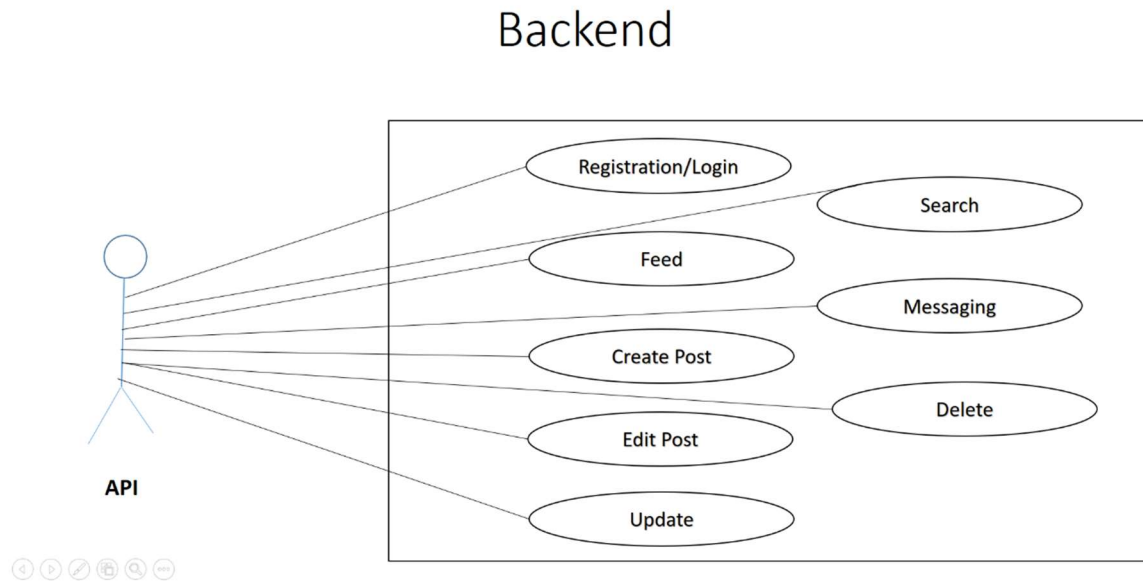 Backend
Registration/Login
Search
Feed
Messaging
Create Post
Delete
Edit Post
API
Update